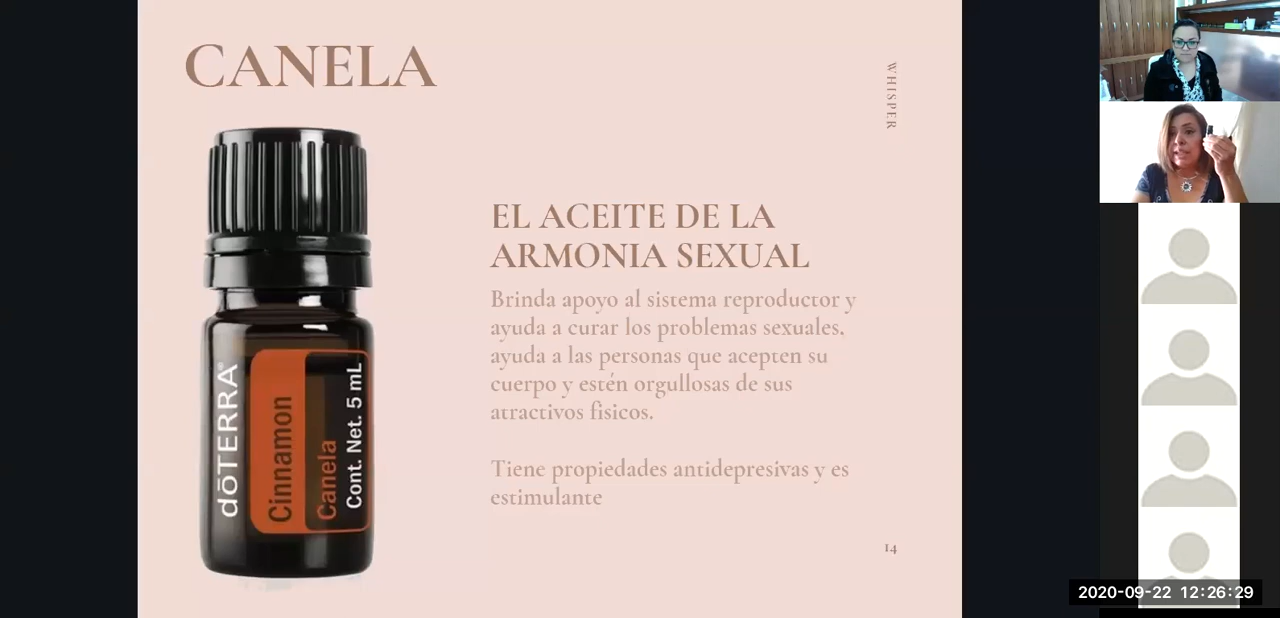 CANELA
WHISPER
dōTERRA®
Cinnamon
Canela
Cont. Net. 5 mL
EL ACEITE DE LA
ARMONIA SEXUAL
Brinda apoyo al sistema reproductor y
ayuda a curar los problemas sexuales,
ayuda a las personas que acepten su
cuerpo y estén orgullosas de sus
atractivos fisicos.
Tiene propiedades antidepresivas y es
estimulante
14
2020-09-22 12:26:29